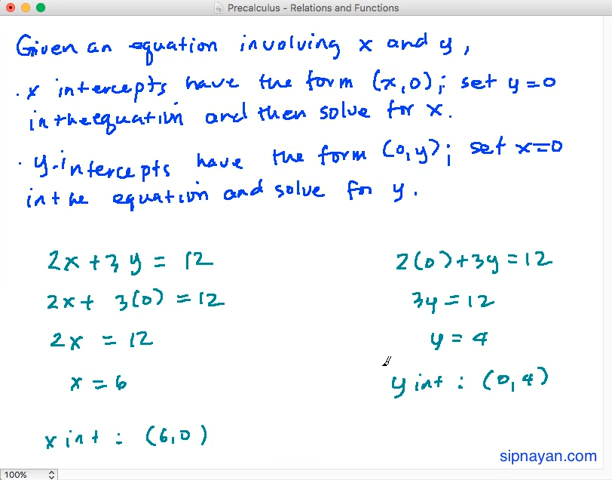 Precalculus - Relations and Functions
Given an equation involving x and y,
. x intercepts have the form (x,0); set y=0
in the equation and then solve for x.
. y-intercepts have the form (0,y); set x=0
in the equation and solve for y.
2x+3y = 12
2x+ 3(0) = 12
2x = 12
x = 6
x int : (6,0)
2(0)+3y=12
3y=12
y = 4
y int : (0,4)
sipnayan.com
100%